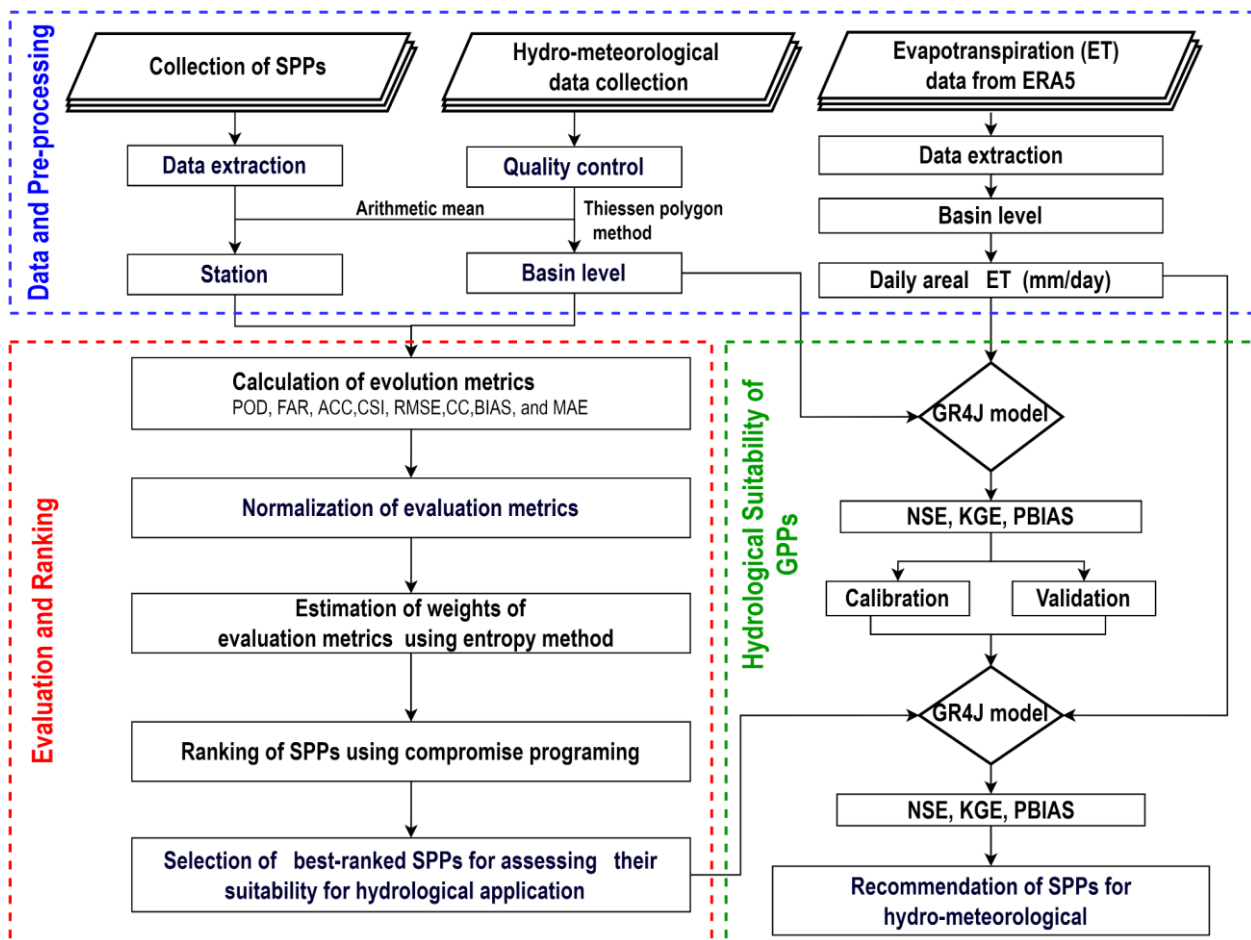 Data and Pre-processing
Collection of SPPs
Hydro-meteorological
data collection
Evapotranspiration (ET)
data from ERA5
Data extraction
Quality control
Data extraction
Arithmetic mean
Thiessen polygon
method
Basin level
Station
Basin level
Daily areal ET (mm/day)
Evaluation and Ranking
Calculation of evolution metrics
POD, FAR, ACC,CSI, RMSE,CC,BIAS, and MAE
Normalization of evaluation metrics
Estimation of weights of
evaluation metrics using entropy method
Ranking of SPPs using compromise programing
Selection of best-ranked SPPs for assessing their
suitability for hydrological application
Hydrological Suitability of
GPPs
GR4J model
NSE, KGE, PBIAS
Calibration
Validation
GR4J model
NSE, KGE, PBIAS
Recommendation of SPPs for
hydro-meteorological